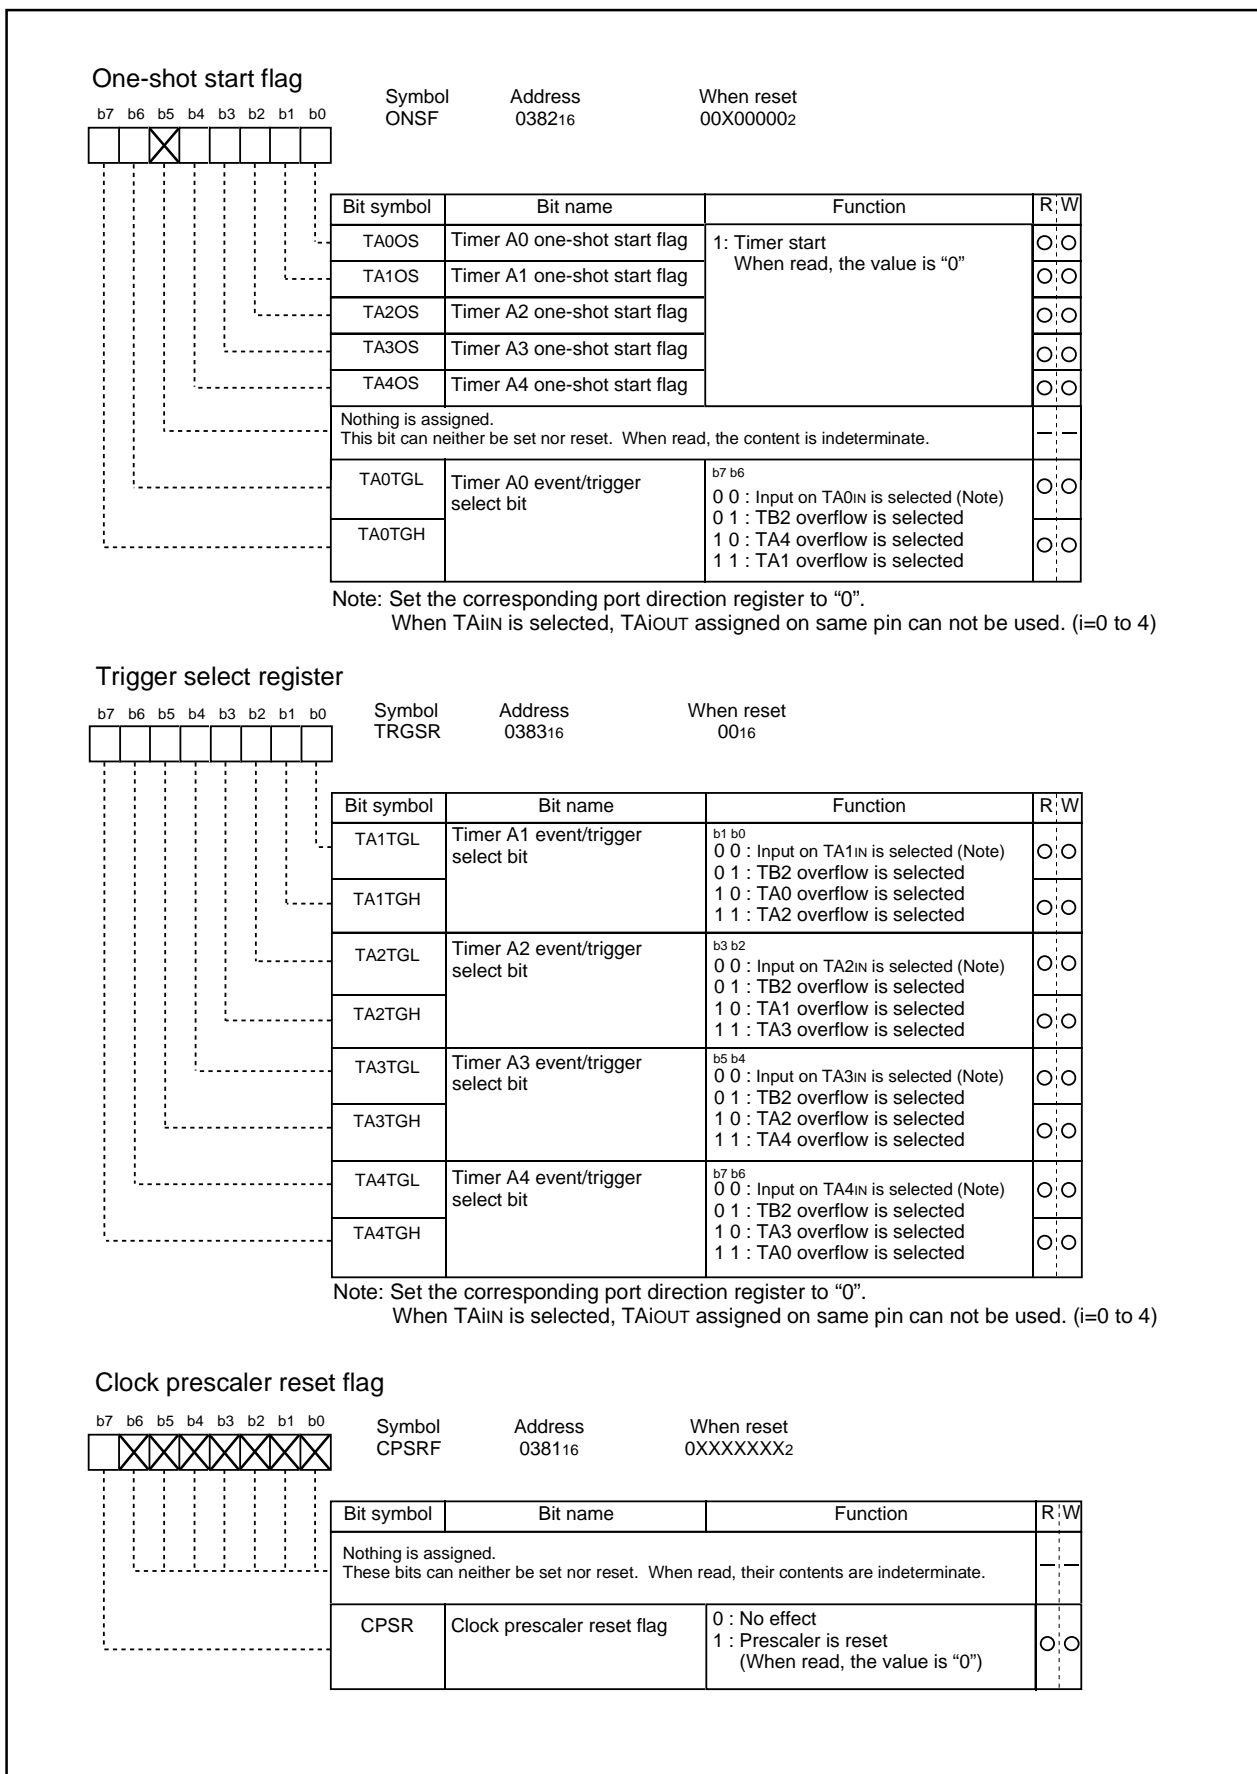 One-shot start flag
Symbol Address When reset
b7 b6 b5 b4 b3 b2 b1 b0
ONSF 038216 00X000002
Bit symbol Bit name Function R W
TA0OS Timer A0 one-shot start flag 1: Timer start
When read, the value is “0”
TA1OS Timer A1 one-shot start flag
TA2OS Timer A2 one-shot start flag
TA3OS Timer A3 one-shot start flag
TA4OS Timer A4 one-shot start flag
Nothing is assigned.
This bit can neither be set nor reset. When read, the content is indeterminate.
TA0TGL Timer A0 event/trigger
select bit
TA0TGH
b7 b6
0 0 : Input on TA0IN is selected (Note)
0 1 : TB2 overflow is selected
1 0 : TA4 overflow is selected
1 1 : TA1 overflow is selected
Note: Set the corresponding port direction register to “0”.
When TAiIN is selected, TAiOUT assigned on same pin can not be used. (i=0 to 4)
Trigger select register
b7 b6 b5 b4 b3 b2 b1 b0
Symbol Address When reset
TRGSR 038316 0016
Bit symbol Bit name Function R W
TA1TGL Timer A1 event/trigger
select bit
TA1TGH
b1 b0
0 0 : Input on TA1IN is selected (Note)
0 1 : TB2 overflow is selected
1 0 : TA0 overflow is selected
1 1 : TA2 overflow is selected
TA2TGL Timer A2 event/trigger
select bit
TA2TGH
b3 b2
0 0 : Input on TA2IN is selected (Note)
0 1 : TB2 overflow is selected
1 0 : TA1 overflow is selected
1 1 : TA3 overflow is selected
TA3TGL Timer A3 event/trigger
select bit
TA3TGH
b5 b4
0 0 : Input on TA3IN is selected (Note)
0 1 : TB2 overflow is selected
1 0 : TA2 overflow is selected
1 1 : TA4 overflow is selected
TA4TGL Timer A4 event/trigger
select bit
TA4TGH
b7 b6
0 0 : Input on TA4IN is selected (Note)
0 1 : TB2 overflow is selected
1 0 : TA3 overflow is selected
1 1 : TA0 overflow is selected
Note: Set the corresponding port direction register to “0”.
When TAiIN is selected, TAiOUT assigned on same pin can not be used. (i=0 to 4)
Clock prescaler reset flag
b7 b6 b5 b4 b3 b2 b1 b0
Symbol Address When reset
CPSRF 038116 0XXXXXXX2
Bit symbol Bit name Function R W
Nothing is assigned.
These bits can neither be set nor reset. When read, their contents are indeterminate.
CPSR Clock prescaler reset flag
0 : No effect
1 : Prescaler is reset
(When read, the value is “0”)